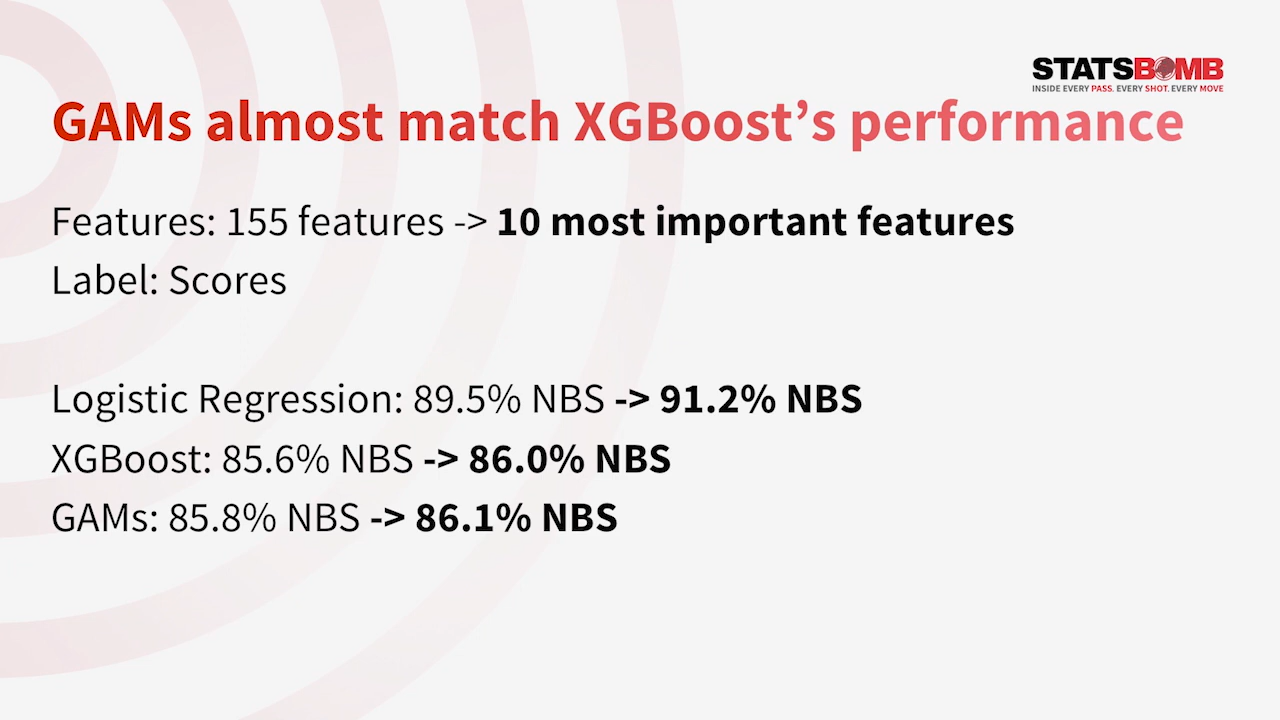 STATSBOMB
INSIDE EVERY PASS. EVERY SHOT. EVERY MOVE
GAMs almost match XGBoost’s performance
Features: 155 features -> 10 most important features
Label: Scores
Logistic Regression: 89.5% NBS -> 91.2% NBS
XGBoost: 85.6% NBS -> 86.0% NBS
GAMs: 85.8% NBS -> 86.1% NBS